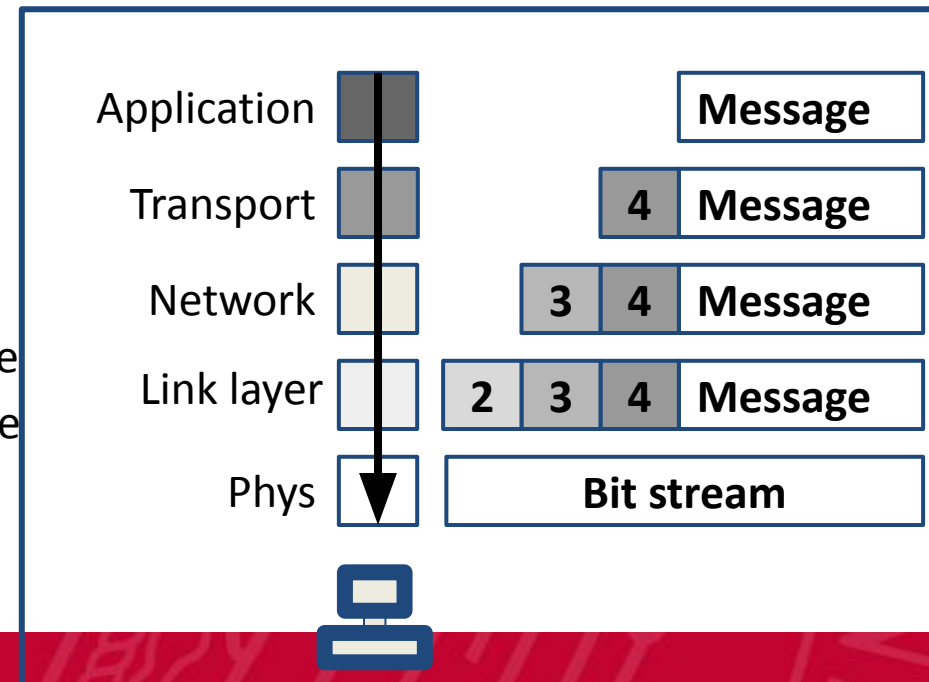 Application Message
Transport 4 Message
Network 3 4 Message
e
Link layer 2 3 4 Message
e
Phys Bit stream